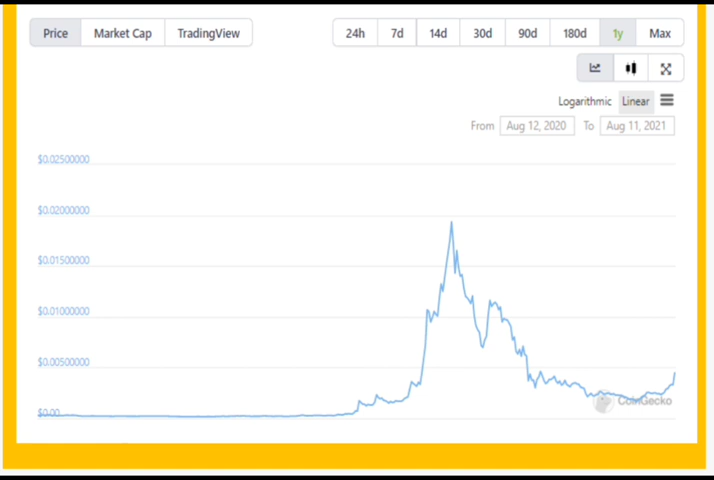 Price Market Cap TradingView 24h 7d 14d 30d 90d 180d 1y Max
Logarithmic Linear
From Aug 12, 2020 To Aug 11, 2021
$0.02500000
$0.02000000
$0.01500000
$0.01000000
$0.00500000
CoinGecko
$0.00